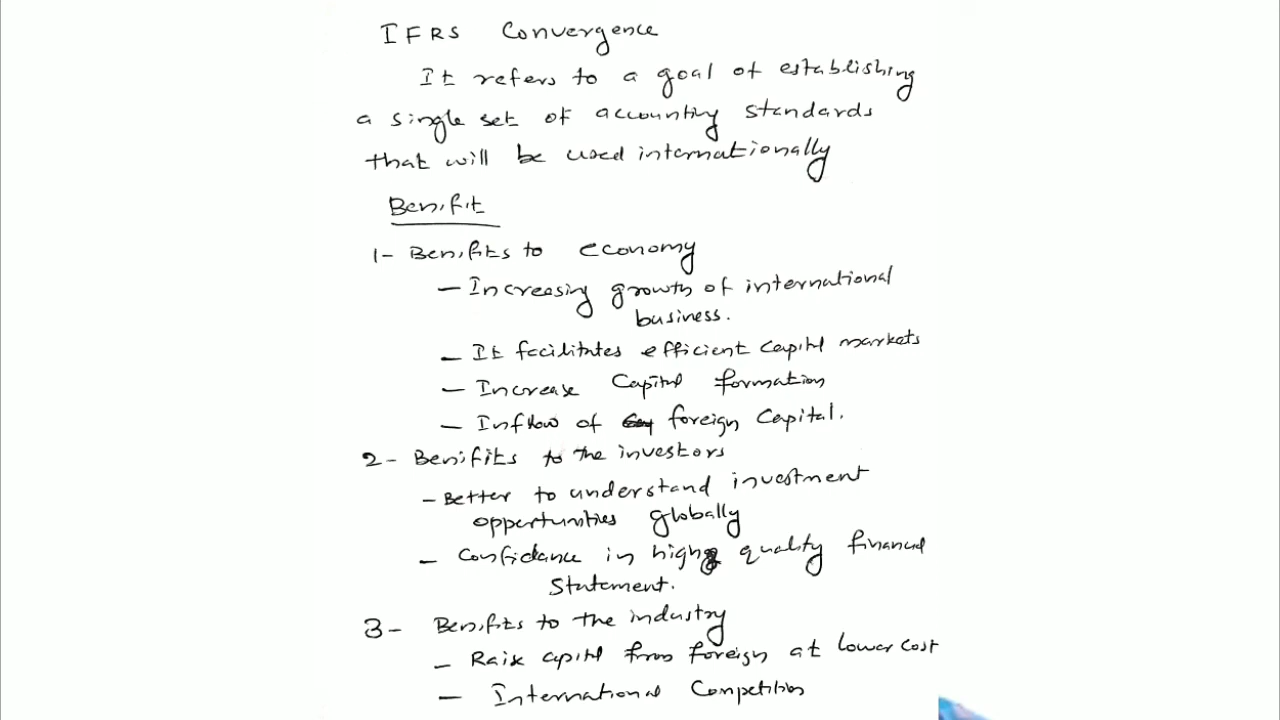 IFRS Convergence
It refers to a goal of establishing
a single set of accounting standards
that will be used internationally
Benifit
1- Benifits to economy
- Increasing growth of international
business.
- It facilitates efficient capital markets
- Increase Capital formation
- Inflow of foreign Capital.
2- Benifits to the investors
- Better to understand investment
opportunities globally
- Confidance in high quality financial
Statement.
3- Benifits to the industry
- Raise capital from foreign at lower cost
- International Competition